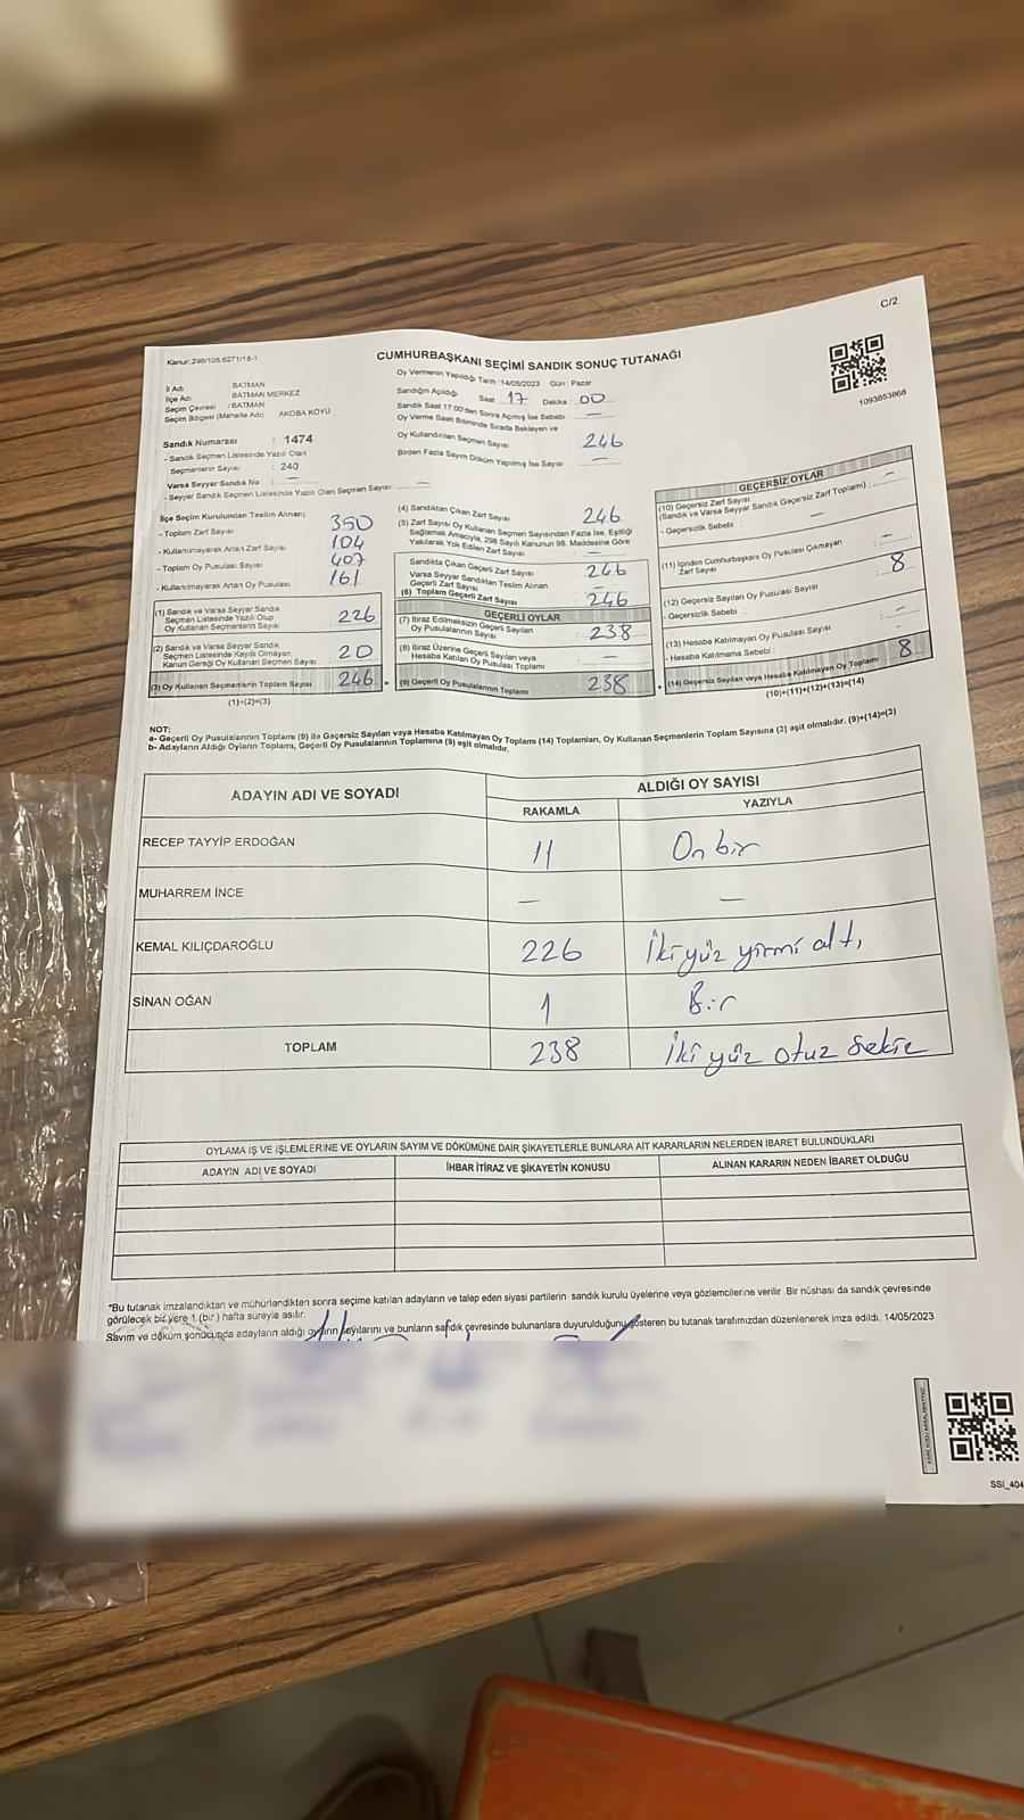 C/2
Kanun: 298/105 6271/18-1
CUMHURBAŞKANI SEÇİMİ SANDIK SONUÇ TUTANAĞI
Oy Vermenin Yapıldığı Tarih : 14/05/2023 Gün : Pazar
1093853868
İl Adı : BATMAN
İlçe Adı : BATMAN MERKEZ
Seçim Çevresi : BATMAN
Seçim Bölgesi (Mahalle Adı) : AKOBA KÖYÜ
Sandığın Açıldığı Saat 17 Dakika 00
Sandık Saat 17:00'den Sonra Açılmış İse Sebebi —
Oy Verme Saati Bitiminde Sırada Bekleyen ve
Oy Kullandırılan Seçmen Sayısı 246
Birden Fazla Sayım Döküm Yapılmış İse Sayısı —
Sandık Numarası : 1474
- Sandık Seçmen Listesinde Yazılı Olan
Seçmenlerin Sayısı : 240
Varsa Seyyar Sandık No : —
- Seyyar Sandık Seçmen Listesinde Yazılı Olan Seçmen Sayısı —
İlçe Seçim Kurulundan Teslim Alınan;
- Toplam Zarf Sayısı 350
- Kullanılmayarak Artan Zarf Sayısı 104
- Toplam Oy Pusulası Sayısı 407
- Kullanılmayarak Artan Oy Pusulası 161
(1) Sandık ve Varsa Seyyar Sandık
Seçmen Listesinde Yazılı Olup
Oy Kullanan Seçmenlerin Sayısı 226
(2) Sandık ve Varsa Seyyar Sandık
Seçmen Listesinde Kayıtlı Olmayan,
Kanun Gereği Oy Kullanan Seçmen Sayısı 20
(3) Oy Kullanan Seçmenlerin Toplam Sayısı 246
(1)+(2)=(3)
(4) Sandıktan Çıkan Zarf Sayısı 246
(5) Zarf Sayısı Oy Kullanan Seçmen Sayısından Fazla İse, Eşitliği
Sağlamak Amacıyla, 298 Sayılı Kanunun 98. Maddesine Göre
Yakılarak Yok Edilen Zarf Sayısı —
Sandıkta Çıkan Geçerli Zarf Sayısı 246
Varsa Seyyar Sandıktan Teslim Alınan
Geçerli Zarf Sayısı —
(6) Toplam Geçerli Zarf Sayısı 246
GEÇERLİ OYLAR
(7) İtiraz Edilmeksizin Geçerli Sayılan
Oy Pusulalarının Sayısı 238
(8) İtiraz Üzerine Geçerli Sayılan veya
Hesaba Katılan Oy Pusulası Toplamı
(9) Geçerli Oy Pusulalarının Toplamı 238
GEÇERSİZ OYLAR
(10) Geçersiz Zarf Sayısı
(Sandık ve Varsa Seyyar Sandık Geçersiz Zarf Toplamı) : —
- Geçersizlik Sebebi : —
(11) İçinden Cumhurbaşkanı Oy Pusulası Çıkmayan
Zarf Sayısı —
(12) Geçersiz Sayılan Oy Pusulası Sayısı 8
- Geçersizlik Sebebi :
(13) Hesaba Katılmayan Oy Pusulası Sayısı —
- Hesaba Katılmama Sebebi : —
(14) Geçersiz Sayılan veya Hesaba Katılmayan Oy Toplamı 8
(10)+(11)+(12)+(13)=(14)
NOT:
a- Geçerli Oy Pusulalarının Toplamı (9) ile Geçersiz Sayılan veya Hesaba Katılmayan Oy Toplamı (14) Toplamları, Oy Kullanan Seçmenlerin Toplam Sayısına (3) eşit olmalıdır. (9)+(14)=(3)
b- Adayların Aldığı Oyların Toplamı, Geçerli Oy Pusulalarının Toplamına (9) eşit olmalıdır.
ADAYIN ADI VE SOYADI ALDIĞI OY SAYISI
RAKAMLA YAZIYLA
RECEP TAYYİP ERDOĞAN 11 On bir
MUHARREM İNCE — —
KEMAL KILIÇDAROĞLU 226 İki yüz yirmi altı
SİNAN OĞAN 1 Bir
TOPLAM 238 İki yüz otuz sekiz
OYLAMA İŞ VE İŞLEMLERİNE VE OYLARIN SAYIM VE DÖKÜMÜNE DAİR ŞİKAYETLERLE BUNLARA AİT KARARLARIN NELERDEN İBARET BULUNDUKLARI
ADAYIN ADI VE SOYADI İHBAR İTİRAZ VE ŞİKAYETİN KONUSU ALINAN KARARIN NEDEN İBARET OLDUĞU
*Bu tutanak imzalandıktan ve mühürlendikten sonra seçime katılan adayların ve talep eden siyasi partilerin sandık kurulu üyelerine veya gözlemcilerine verilir. Bir nüshası da sandık çevresinde
görülecek bir yere 1 (bir) hafta süreyle asılır.
Sayım ve döküm sonucunda adayların aldığı oyların sayılarını ve bunların sandık çevresinde bulunanlara duyurulduğunu gösteren bu tutanak tarafımızdan düzenlenerek imza edildi. 14/05/2023
SSI_404